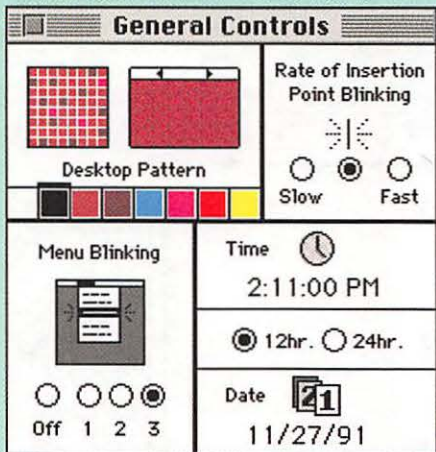 General Controls
Desktop Pattern
Rate of Insertion
Point Blinking
Slow Fast
Menu Blinking
Off 1 2 3
Time
2:11:00 PM
12hr. 24hr.
Date
21
11/27/91